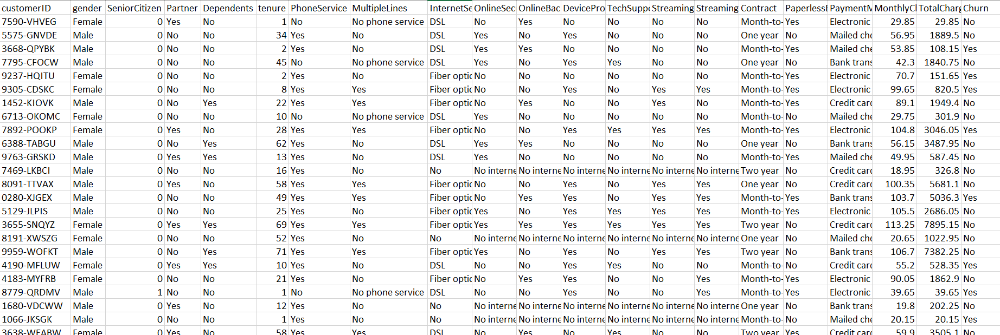 customerID gender SeniorCitizen Partner Dependents tenure PhoneService MultipleLines InternetSe OnlineSecu OnlineBac DevicePro TechSuppo Streaming Streaming Contract PaperlessE PaymentM MonthlyCl TotalCharg Churn
7590-VHVEG Female 0 Yes No 1 No No phone service DSL No Yes No No No No Month-to- Yes Electronic 29.85 29.85 No
5575-GNVDE Male 0 No No 34 Yes No DSL Yes No Yes No No No One year No Mailed che 56.95 1889.5 No
3668-QPYBK Male 0 No No 2 Yes No DSL Yes Yes No No No No Month-to- Yes Mailed che 53.85 108.15 Yes
7795-CFOCW Male 0 No No 45 No No phone service DSL Yes No Yes Yes No No One year No Bank trans 42.3 1840.75 No
9237-HQITU Female 0 No No 2 Yes No Fiber optic No No No No No No Month-to- Yes Electronic 70.7 151.65 Yes
9305-CDSKC Female 0 No No 8 Yes Yes Fiber optic No No Yes No Yes Yes Month-to- Yes Electronic 99.65 820.5 Yes
1452-KIOVK Male 0 No Yes 22 Yes Yes Fiber optic No Yes No No Yes No Month-to- Yes Credit card 89.1 1949.4 No
6713-OKOMC Female 0 No No 10 No No phone service DSL Yes No No No No No Month-to- No Mailed che 29.75 301.9 No
7892-POOKP Female 0 Yes No 28 Yes Yes Fiber optic No No Yes Yes Yes Yes Month-to- Yes Electronic 104.8 3046.05 Yes
6388-TABGU Male 0 No Yes 62 Yes No DSL Yes Yes No No No No One year No Bank trans 56.15 3487.95 No
9763-GRSKD Male 0 Yes Yes 13 Yes No DSL Yes No No No No No Month-to- Yes Mailed che 49.95 587.45 No
7469-LKBCI Male 0 No No 16 Yes No No No interne No interne No interne No interne No interne No interne Two year No Credit card 18.95 326.8 No
8091-TTVAX Male 0 Yes No 58 Yes Yes Fiber optic No No Yes No Yes Yes One year No Credit card 100.35 5681.1 No
0280-XJGEX Male 0 No No 49 Yes Yes Fiber optic No Yes Yes No Yes Yes Month-to- Yes Bank trans 103.7 5036.3 Yes
5129-JLPIS Male 0 No No 25 Yes No Fiber optic Yes No Yes Yes Yes Yes Month-to- Yes Electronic 105.5 2686.05 No
3655-SNQYZ Female 0 Yes Yes 69 Yes Yes Fiber optic Yes Yes Yes Yes Yes Yes Two year No Credit card 113.25 7895.15 No
8191-XWSZG Female 0 No No 52 Yes No No No interne No interne No interne No interne No interne No interne One year No Mailed che 20.65 1022.95 No
9959-WOFKT Male 0 No Yes 71 Yes Yes Fiber optic Yes No Yes No Yes Yes Two year No Bank trans 106.7 7382.25 No
4190-MFLUW Female 0 Yes Yes 10 Yes No DSL No No Yes Yes No No Month-to- No Credit card 55.2 528.35 Yes
4183-MYFRB Female 0 No No 21 Yes No Fiber optic No Yes Yes No No Yes Month-to- Yes Electronic 90.05 1862.9 No
8779-QRDMV Male 1 No No 1 No No phone service DSL No No Yes No No Yes Month-to- Yes Electronic 39.65 39.65 Yes
1680-VDCWW Male 0 Yes No 12 Yes No No No interne No interne No interne No interne No interne No interne One year No Bank trans 19.8 202.25 No
1066-JKSGK Male 0 No No 1 Yes No No No interne No interne No interne No interne No interne No interne Month-to- No Mailed che 20.15 20.15 Yes
3638-WEABW Female 0 Yes No 58 Yes Yes DSL No Yes No Yes No No Two year Yes Credit card 59.9 3505.1 No